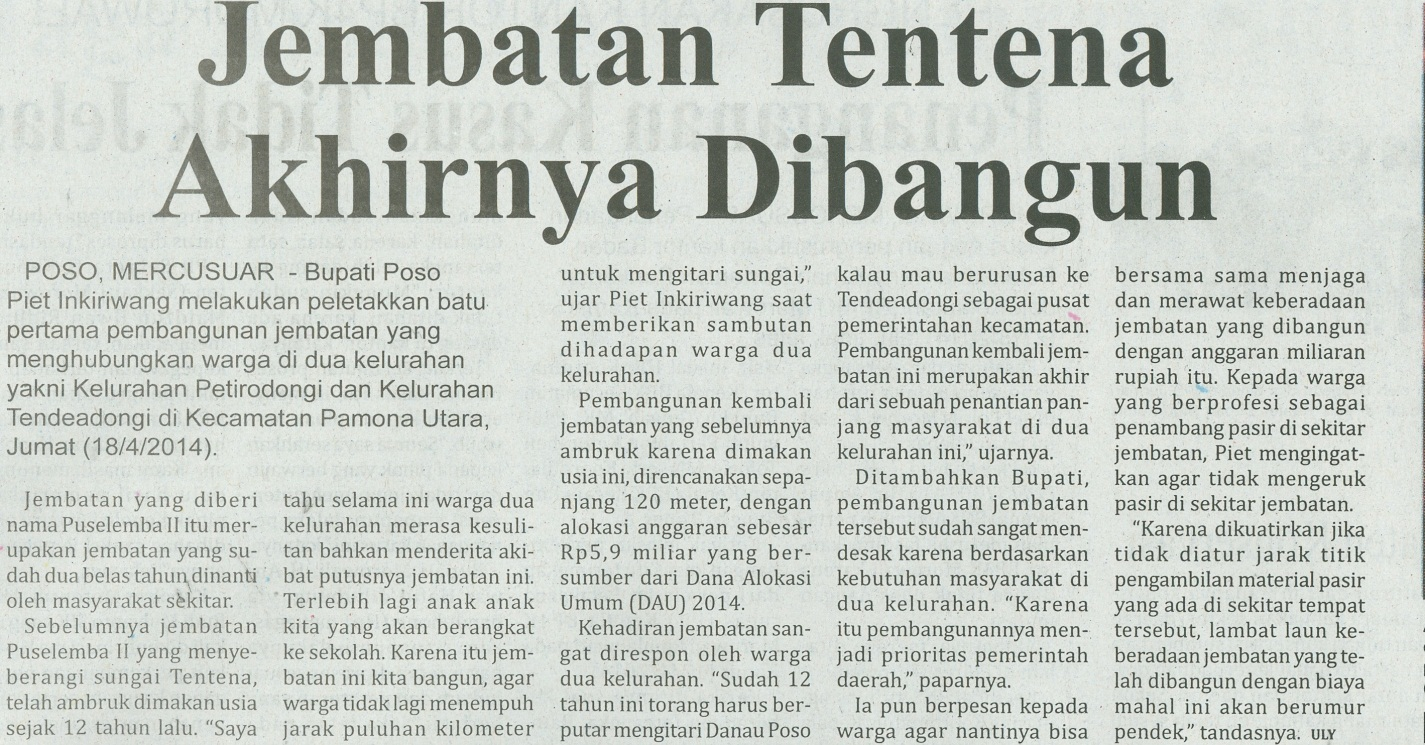 Jembatan Tentena
Akhirnya Dibangun
POSO, MERCUSUAR - Bupati Poso
Piet Inkiriwang melakukan peletakkan batu
pertama pembangunan jembatan yang
menghubungkan warga di dua kelurahan
yakni Kelurahan Petirodongi dan Kelurahan
Tendeadongi di Kecamatan Pamona Utara,
Jumat (18/4/2014).
Jembatan yang diberi
nama Puselemba II itu mer-
upakan jembatan yang su-
dah dua belas tahun dinanti
oleh masyarakat sekitar.
Sebelumnya jembatan
Puselemba II yang menye-
berangi sungai Tentena,
telah ambruk dimakan usia
sejak 12 tahun lalu. “Saya
tahu selama ini warga dua
kelurahan merasa kesuli-
tan bahkan menderita aki-
bat putusnya jembatan ini.
Terlebih lagi anak anak
kita yang akan berangkat
ke sekolah. Karena itu jem-
batan ini kita bangun, agar
warga tidak lagi menempuh
jarak puluhan kilometer
untuk mengitari sungai,”
ujar Piet Inkiriwang saat
memberikan sambutan
dihadapan warga dua
kelurahan.
Pembangunan kembali
jembatan yang sebelumnya
ambruk karena dimakan
usia ini, direncanakan sepa-
njang 120 meter, dengan
alokasi anggaran sebesar
Rp5,9 miliar yang ber-
sumber dari Dana Alokasi
Umum (DAU) 2014.
Kehadiran jembatan san-
gat direspon oleh warga
dua kelurahan. “Sudah 12
tahun ini torang harus ber-
putar mengitari Danau Poso
kalau mau berurusan ke
Tendeadongi sebagai pusat
pemerintahan kecamatan.
Pembangunan kembali jem-
batan ini merupakan akhir
dari sebuah penantian pan-
jang masyarakat di dua
kelurahan ini,” ujarnya.
Ditambahkan Bupati,
pembangunan jembatan
tersebut sudah sangat men-
desak karena berdasarkan
kebutuhan masyarakat di
dua kelurahan. “Karena
itu pembangunannya men-
jadi prioritas pemerintah
daerah,” paparnya.
Ia pun berpesan kepada
warga agar nantinya bisa
bersama sama menjaga
dan merawat keberadaan
jembatan yang dibangun
dengan anggaran miliaran
rupiah itu. Kepada warga
yang berprofesi sebagai
penambang pasir di sekitar
jembatan, Piet mengingat-
kan agar tidak mengeruk
pasir di sekitar jembatan.
“Karena dikuatirkan jika
tidak diatur jarak titik
pengambilan material pasir
yang ada di sekitar tempat
tersebut, lambat laun ke-
beradaan jembatan yang te-
lah dibangun dengan biaya
mahal ini akan berumur
pendek,” tandasnya. ULY